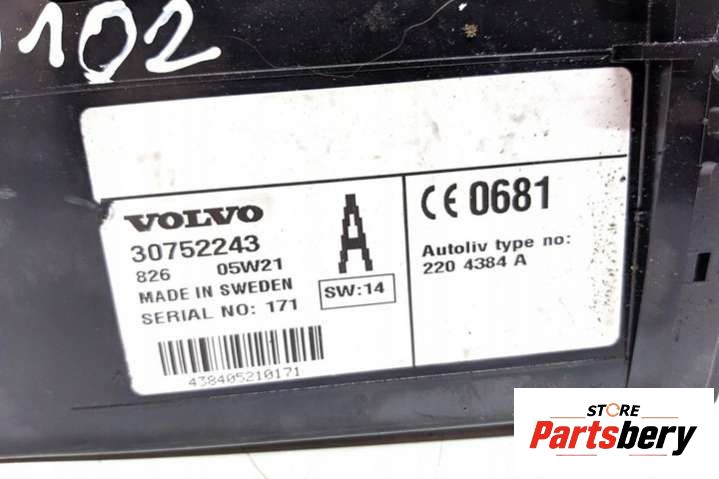 102
VOLVO
30752243
826 05W21
MADE IN SWEDEN
SERIAL NO: 171
438405210171
A
SW:14
CE 0681
Autoliv type no:
220 4384 A
STORE
Partsbery